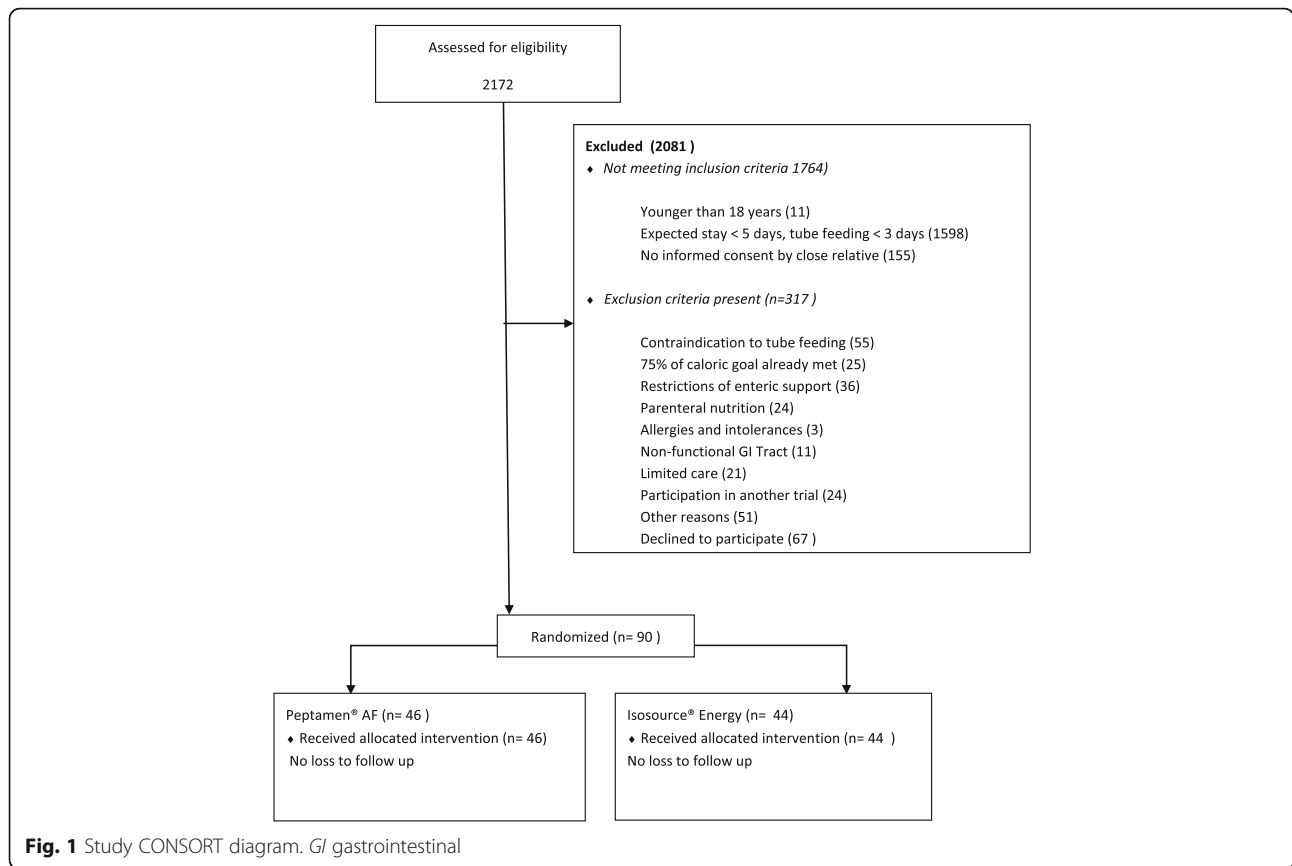 Assessed for eligibility
2172
Excluded (2081 )
♦ Not meeting inclusion criteria 1764)
Younger than 18 years (11)
Expected stay < 5 days, tube feeding < 3 days (1598)
No informed consent by close relative (155)
♦ Exclusion criteria present (n=317 )
Contraindication to tube feeding (55)
75% of caloric goal already met (25)
Restrictions of enteric support (36)
Parenteral nutrition (24)
Allergies and intolerances (3)
Non-functional GI Tract (11)
Limited care (21)
Participation in another trial (24)
Other reasons (51)
Declined to participate (67 )
Randomized (n= 90 )
Peptamen® AF (n= 46 )
♦ Received allocated intervention (n= 46)
No loss to follow up
Isosource® Energy (n= 44)
♦ Received allocated intervention (n= 44 )
No loss to follow up
Fig. 1 Study CONSORT diagram. GI gastrointestinal